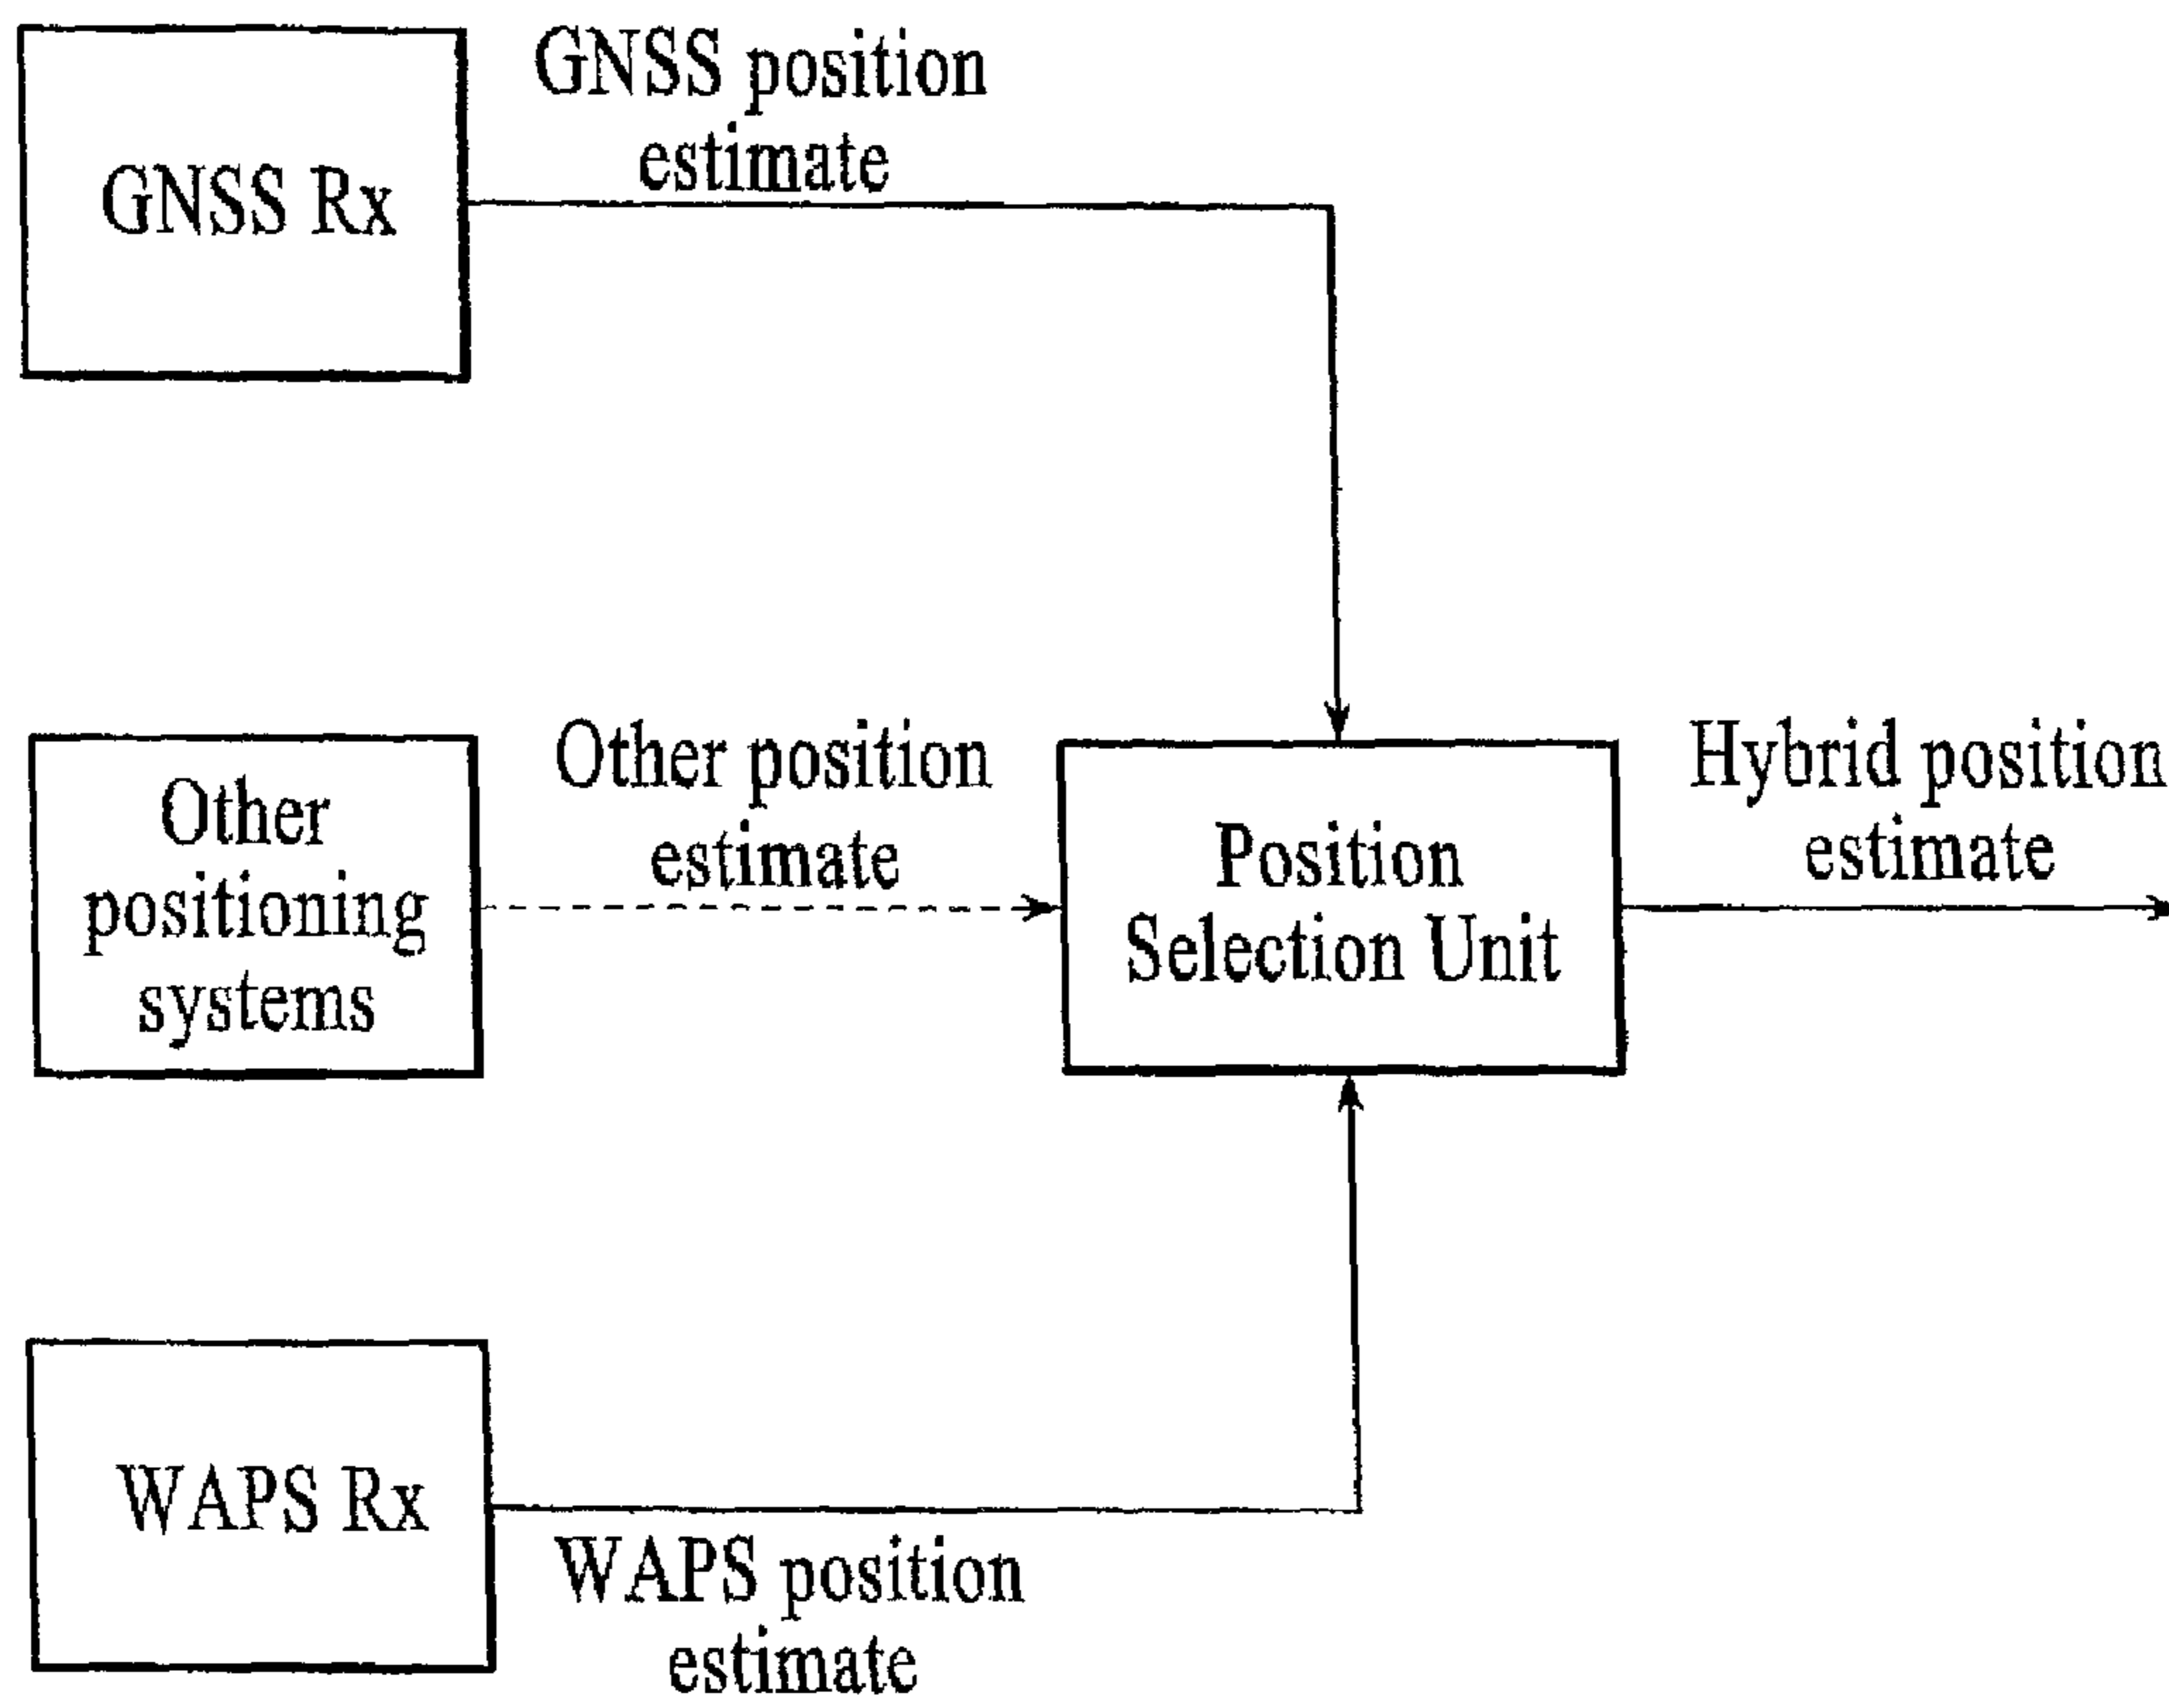 GNSS Rx
GNSS position
estimate
Other
positioning
systems
Other position
estimate
Position
Selection Unit
Hybrid position
estimate
WAPS Rx
WAPS position
estimate